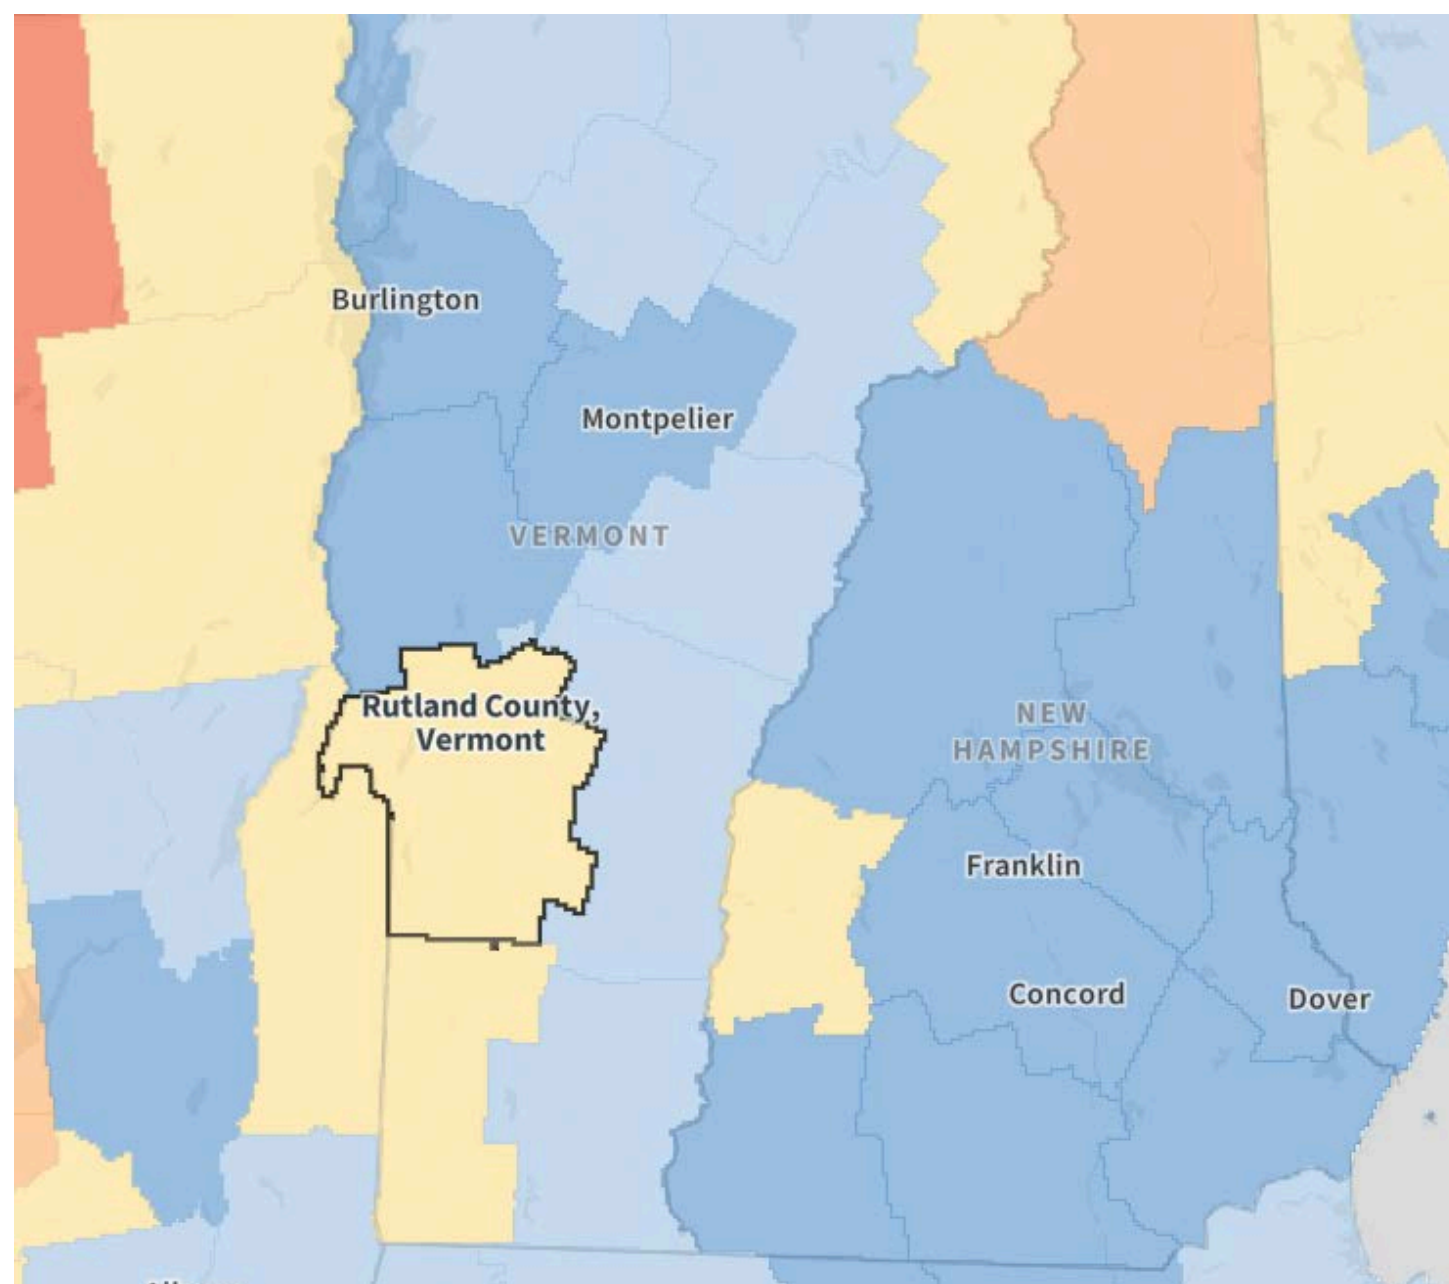 Burlington
Montpelier
VERMONT
Rutland County,
Vermont
NEW
HAMPSHIRE
Franklin
Concord
Dover